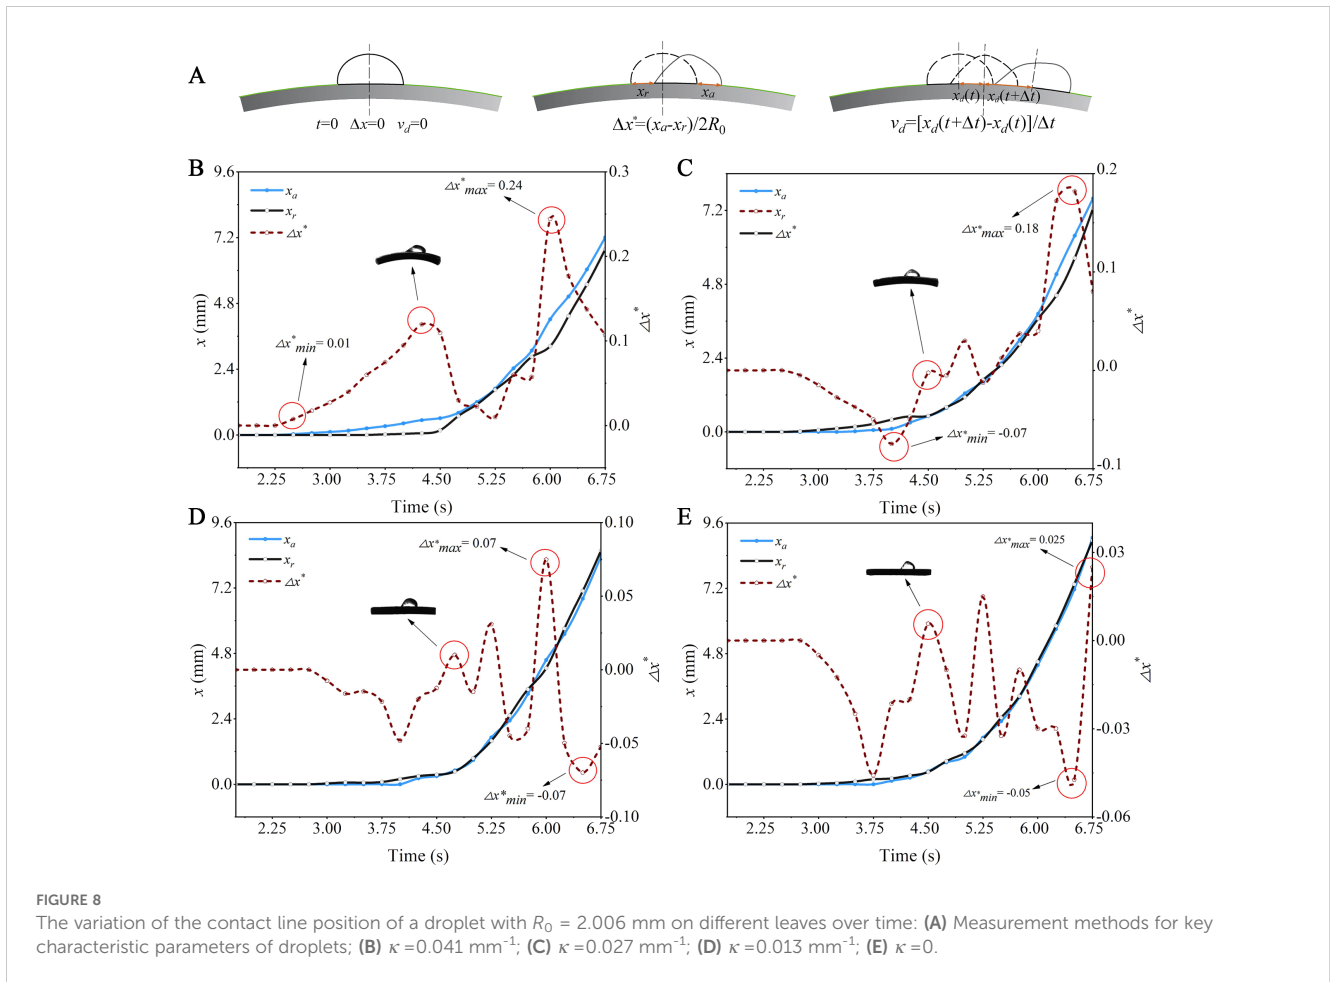 A
t=0 Δx=0 v_d=0
x_r x_a
Δx*=(x_a-x_r)/2R_0
x_d(t) x_d(t+Δt)
v_d=[x_d(t+Δt)-x_d(t)]/Δt
B
9.6
7.2
4.8
2.4
0.0
x (mm)
x_a
x_r
Δx*
Δx*_max= 0.24
Δx*_min= 0.01
0.3
0.2
0.1
0.0
Δx*
2.25 3.00 3.75 4.50 5.25 6.00 6.75
Time (s)
C
7.2
4.8
2.4
0.0
x (mm)
x_a
x_r
Δx*
Δx*_max= 0.18
Δx*_min= -0.07
0.2
0.1
0.0
-0.1
Δx*
2.25 3.00 3.75 4.50 5.25 6.00 6.75
Time (s)
D
9.6
7.2
4.8
2.4
0.0
x (mm)
x_a
x_r
Δx*
Δx*_max= 0.07
Δx*_min= -0.07
0.10
0.05
0.00
-0.05
-0.10
Δx*
2.25 3.00 3.75 4.50 5.25 6.00 6.75
Time (s)
E
9.6
7.2
4.8
2.4
0.0
x (mm)
x_a
x_r
Δx*
Δx*_max= 0.025
Δx*_min= -0.05
0.03
0.00
-0.03
-0.06
Δx*
2.25 3.00 3.75 4.50 5.25 6.00 6.75
Time (s)
FIGURE 8
The variation of the contact line position of a droplet with R₀ = 2.006 mm on different leaves over time: (A) Measurement methods for key
characteristic parameters of droplets; (B) κ=0.041 mm⁻¹; (C) κ=0.027 mm⁻¹; (D) κ=0.013 mm⁻¹; (E) κ=0.